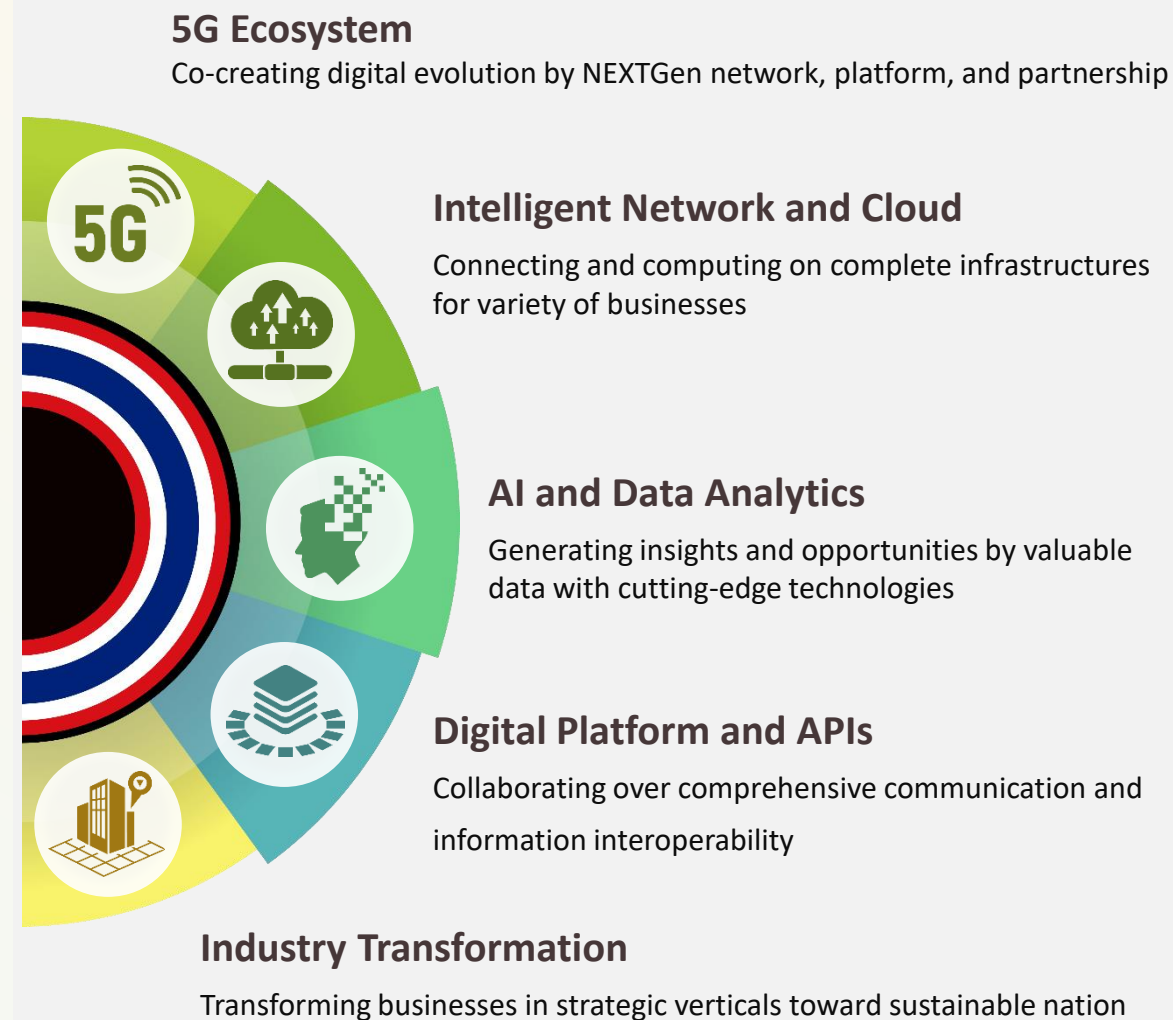 5G Ecosystem
Co-creating digital evolution by NEXTGen network, platform, and partnership
5G
Intelligent Network and Cloud
Connecting and computing on complete infrastructures
for variety of businesses
AI and Data Analytics
Generating insights and opportunities by valuable
data with cutting-edge technologies
Digital Platform and APIs
Collaborating over comprehensive communication and
information interoperability
Industry Transformation
Transforming businesses in strategic verticals toward sustainable nation